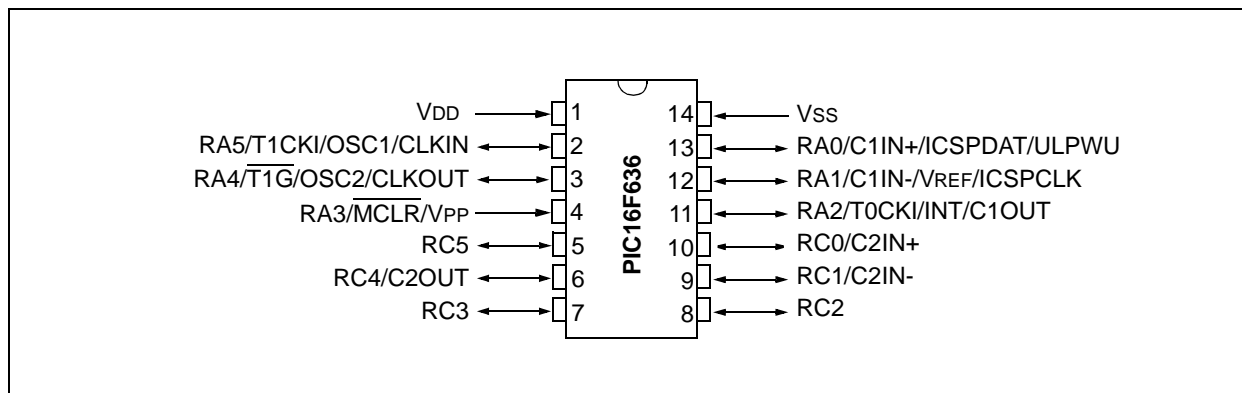 VDD 1 14 VSS
RA5/T1CKI/OSC1/CLKIN 2 13 RA0/C1IN+/ICSPDAT/ULPWU
RA4/T1G/OSC2/CLKOUT 3 12 RA1/C1IN-/VREF/ICSPCLK
RA3/MCLR/VPP 4 11 RA2/T0CKI/INT/C1OUT
RC5 5 10 RC0/C2IN+
RC4/C2OUT 6 9 RC1/C2IN-
RC3 7 8 RC2
PIC16F636